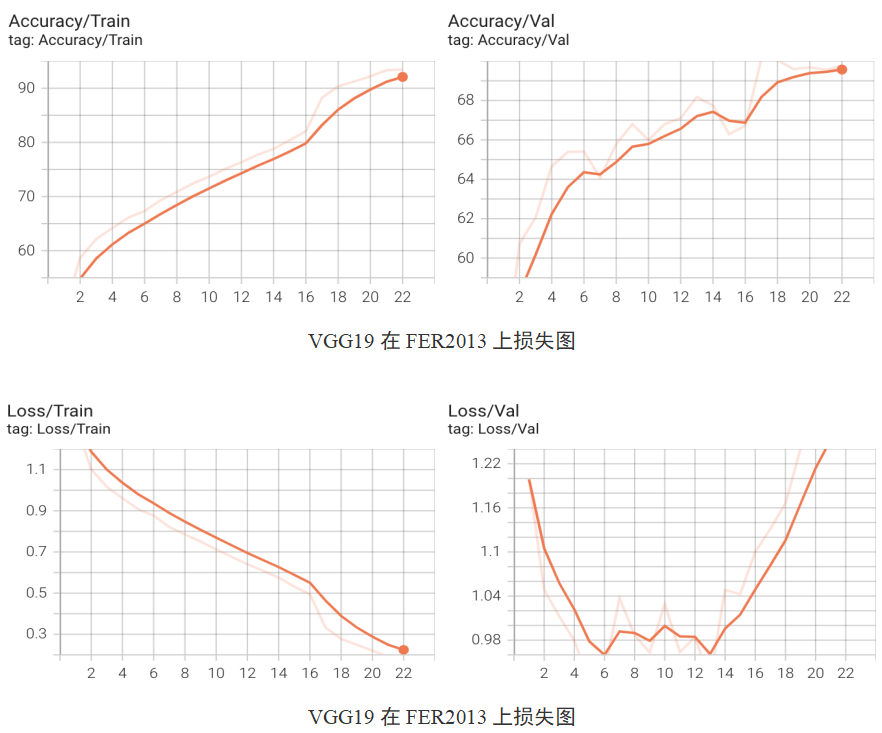 Accuracy/Train
tag: Accuracy/Train
90
80
70
60
2 4 6 8 10 12 14 16 18 20 22
Accuracy/Val
tag: Accuracy/Val
68
66
64
62
60
2 4 6 8 10 12 14 16 18 20 22
VGG19 在 FER2013 上损失图
Loss/Train
tag: Loss/Train
1.1
0.9
0.7
0.5
0.3
2 4 6 8 10 12 14 16 18 20 22
Loss/Val
tag: Loss/Val
1.22
1.16
1.1
1.04
0.98
2 4 6 8 10 12 14 16 18 20 22
VGG19 在 FER2013 上损失图